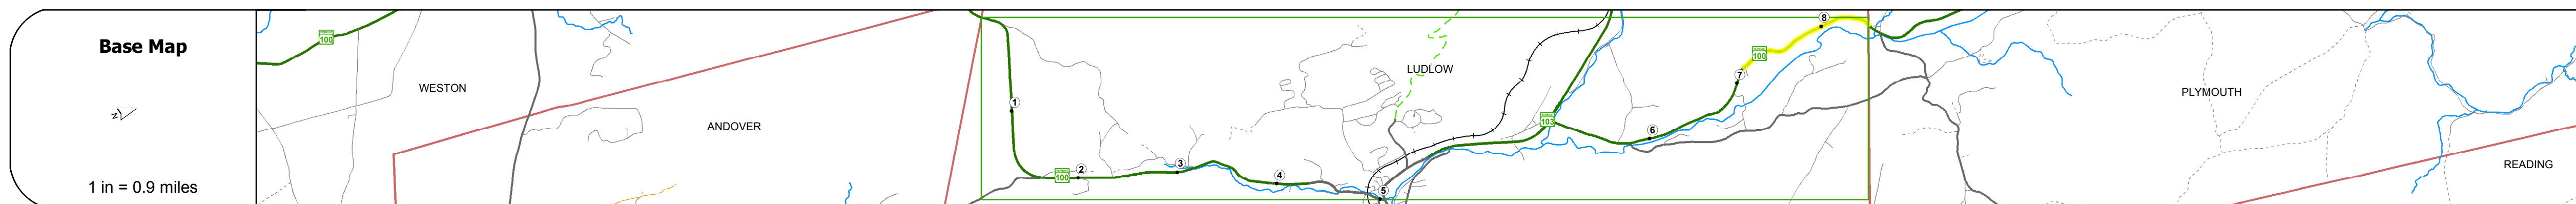 Base Map
N
1 in = 0.9 miles
100
WESTON
ANDOVER
1
100
2
3
4
5
LUDLOW
103
6
7
100
8
PLYMOUTH
READING